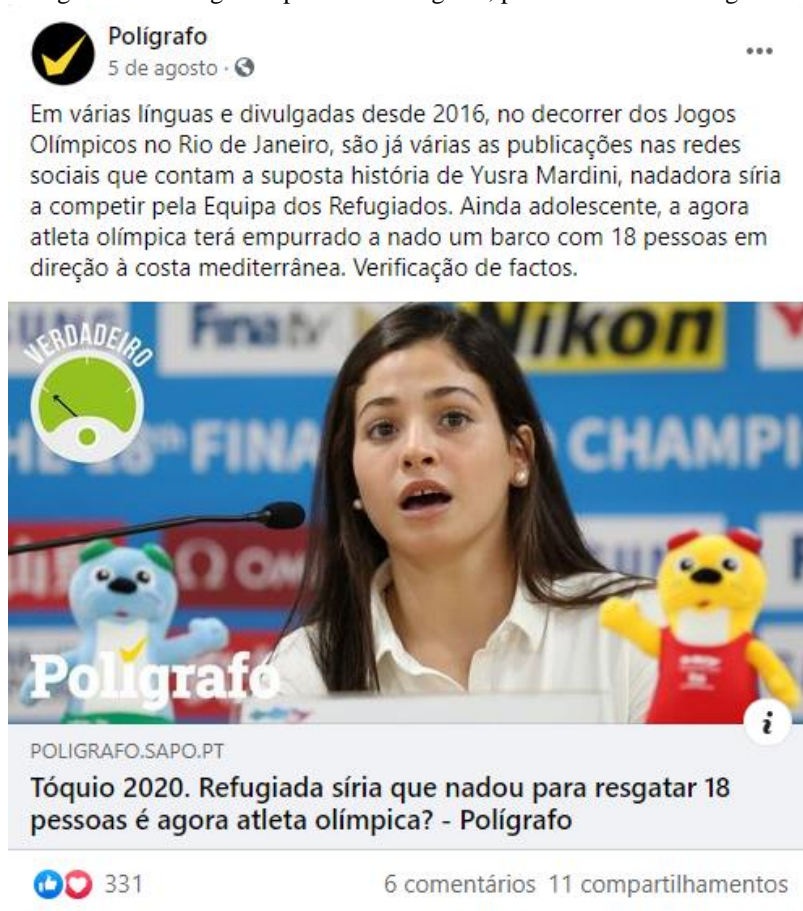 Polígrafo
5 de agosto
Em várias línguas e divulgadas desde 2016, no decorrer dos Jogos
Olímpicos no Rio de Janeiro, são já várias as publicações nas redes
sociais que contam a suposta história de Yusra Mardini, nadadora síria
a competir pela Equipa dos Refugiados. Ainda adolescente, a agora
atleta olímpica terá empurrado a nado um barco com 18 pessoas em
direção à costa mediterrânea. Verificação de factos.
VERDADEIRO
Nikon
18th FINA
CHAMPI
Polígrafo
i
POLIGRAFO.SAPO.PT
Tóquio 2020. Refugiada síria que nadou para resgatar 18
pessoas é agora atleta olímpica? - Polígrafo
331
6 comentários 11 compartilhamentos